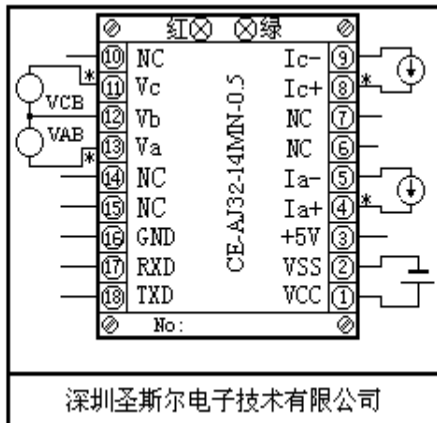 红 绿
⑩ NC Ic- ⑨
* ⑪ Vc Ic+ ⑧ *
VCB
⑫ Vb NC ⑦
VAB
* ⑬ Va NC ⑥
⑭ NC Ia- ⑤
⑮ NC Ia+ ④ *
⑯ GND +5V ③
⑰ RXD VSS ②
⑱ TXD VCC ①
CE-AJ32-14MN-0.5
No:
深圳圣斯尔电子技术有限公司